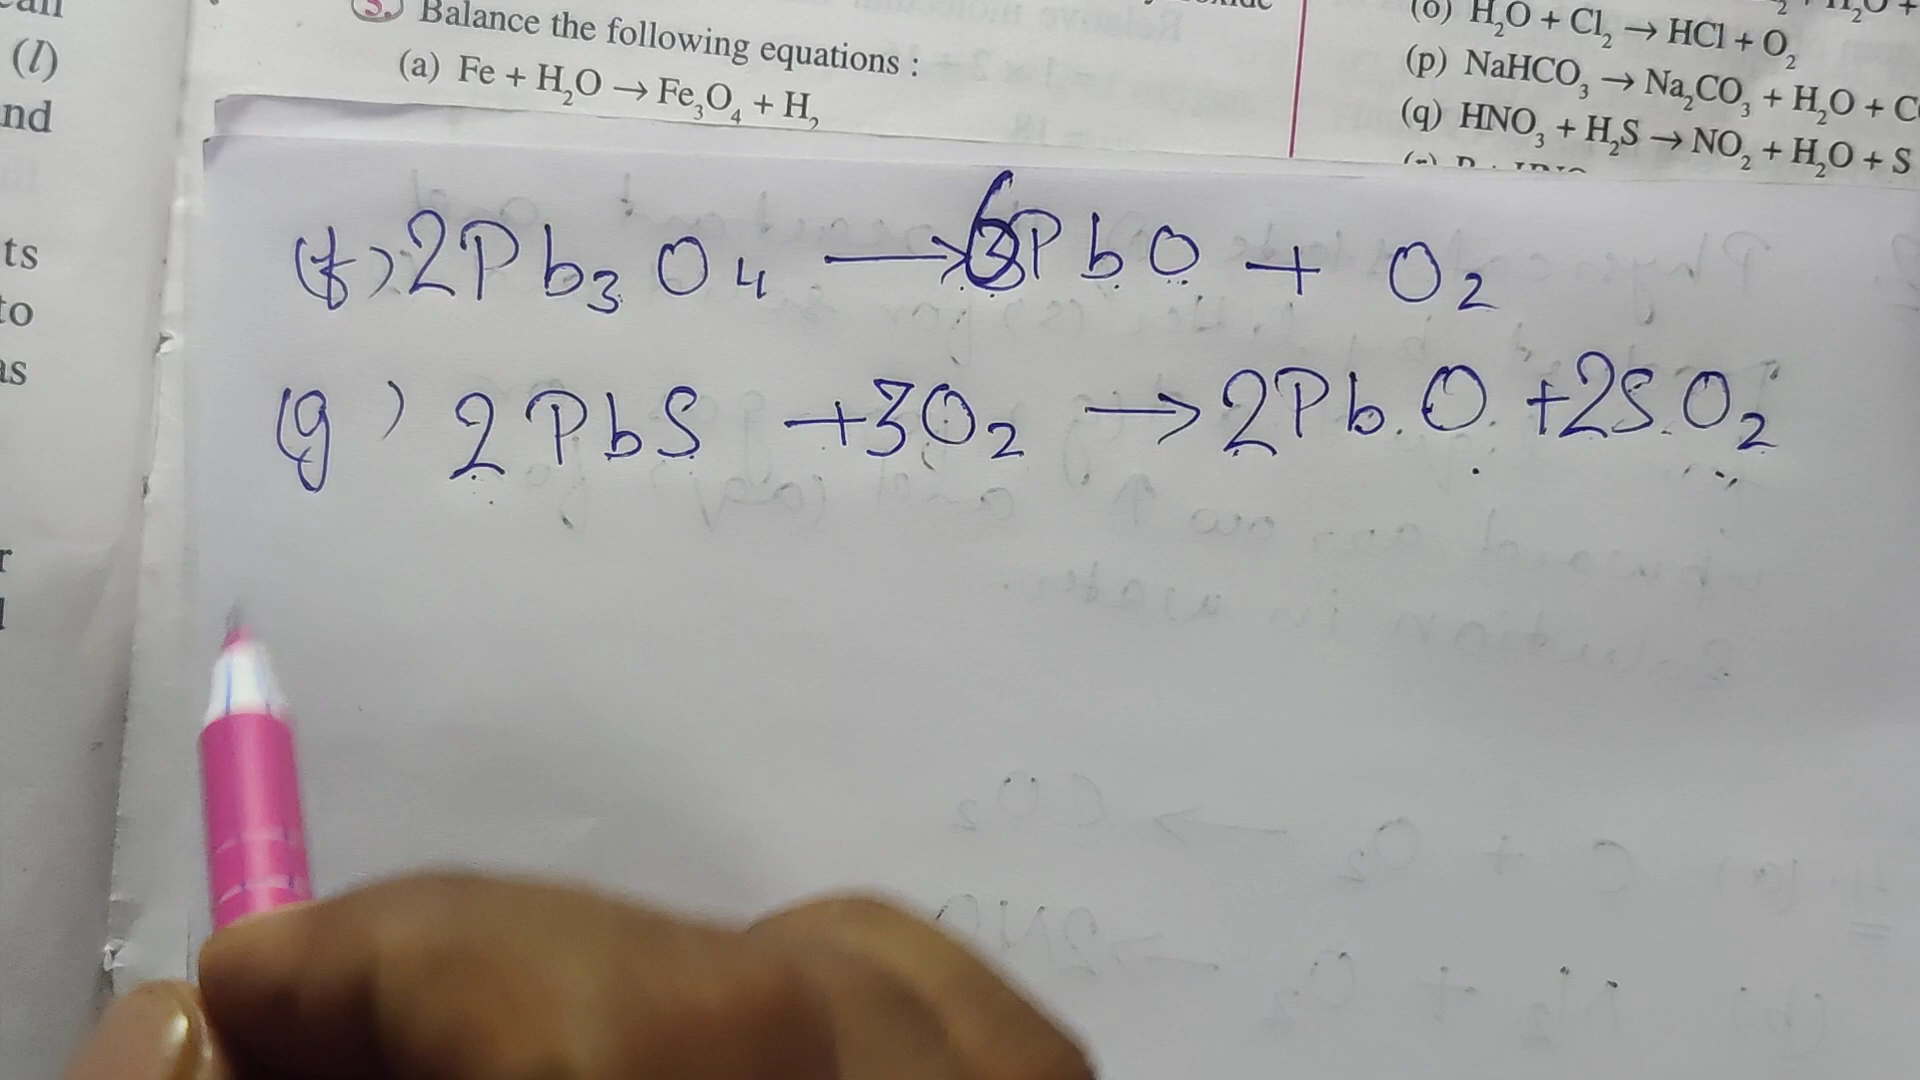 (l)
nd
ts
to
as
r
3. Balance the following equations :
(a) Fe + H₂O → Fe₃O₄ + H₂
(o) H₂O + Cl₂ → HCl + O₂
(p) NaHCO₃ → Na₂CO₃ + H₂O + C
(q) HNO₃ + H₂S → NO₂ + H₂O + S
(f) 2Pb₃O₄ → 6PbO + O₂
(g) 2PbS + 3O₂ → 2PbO + 2SO₂